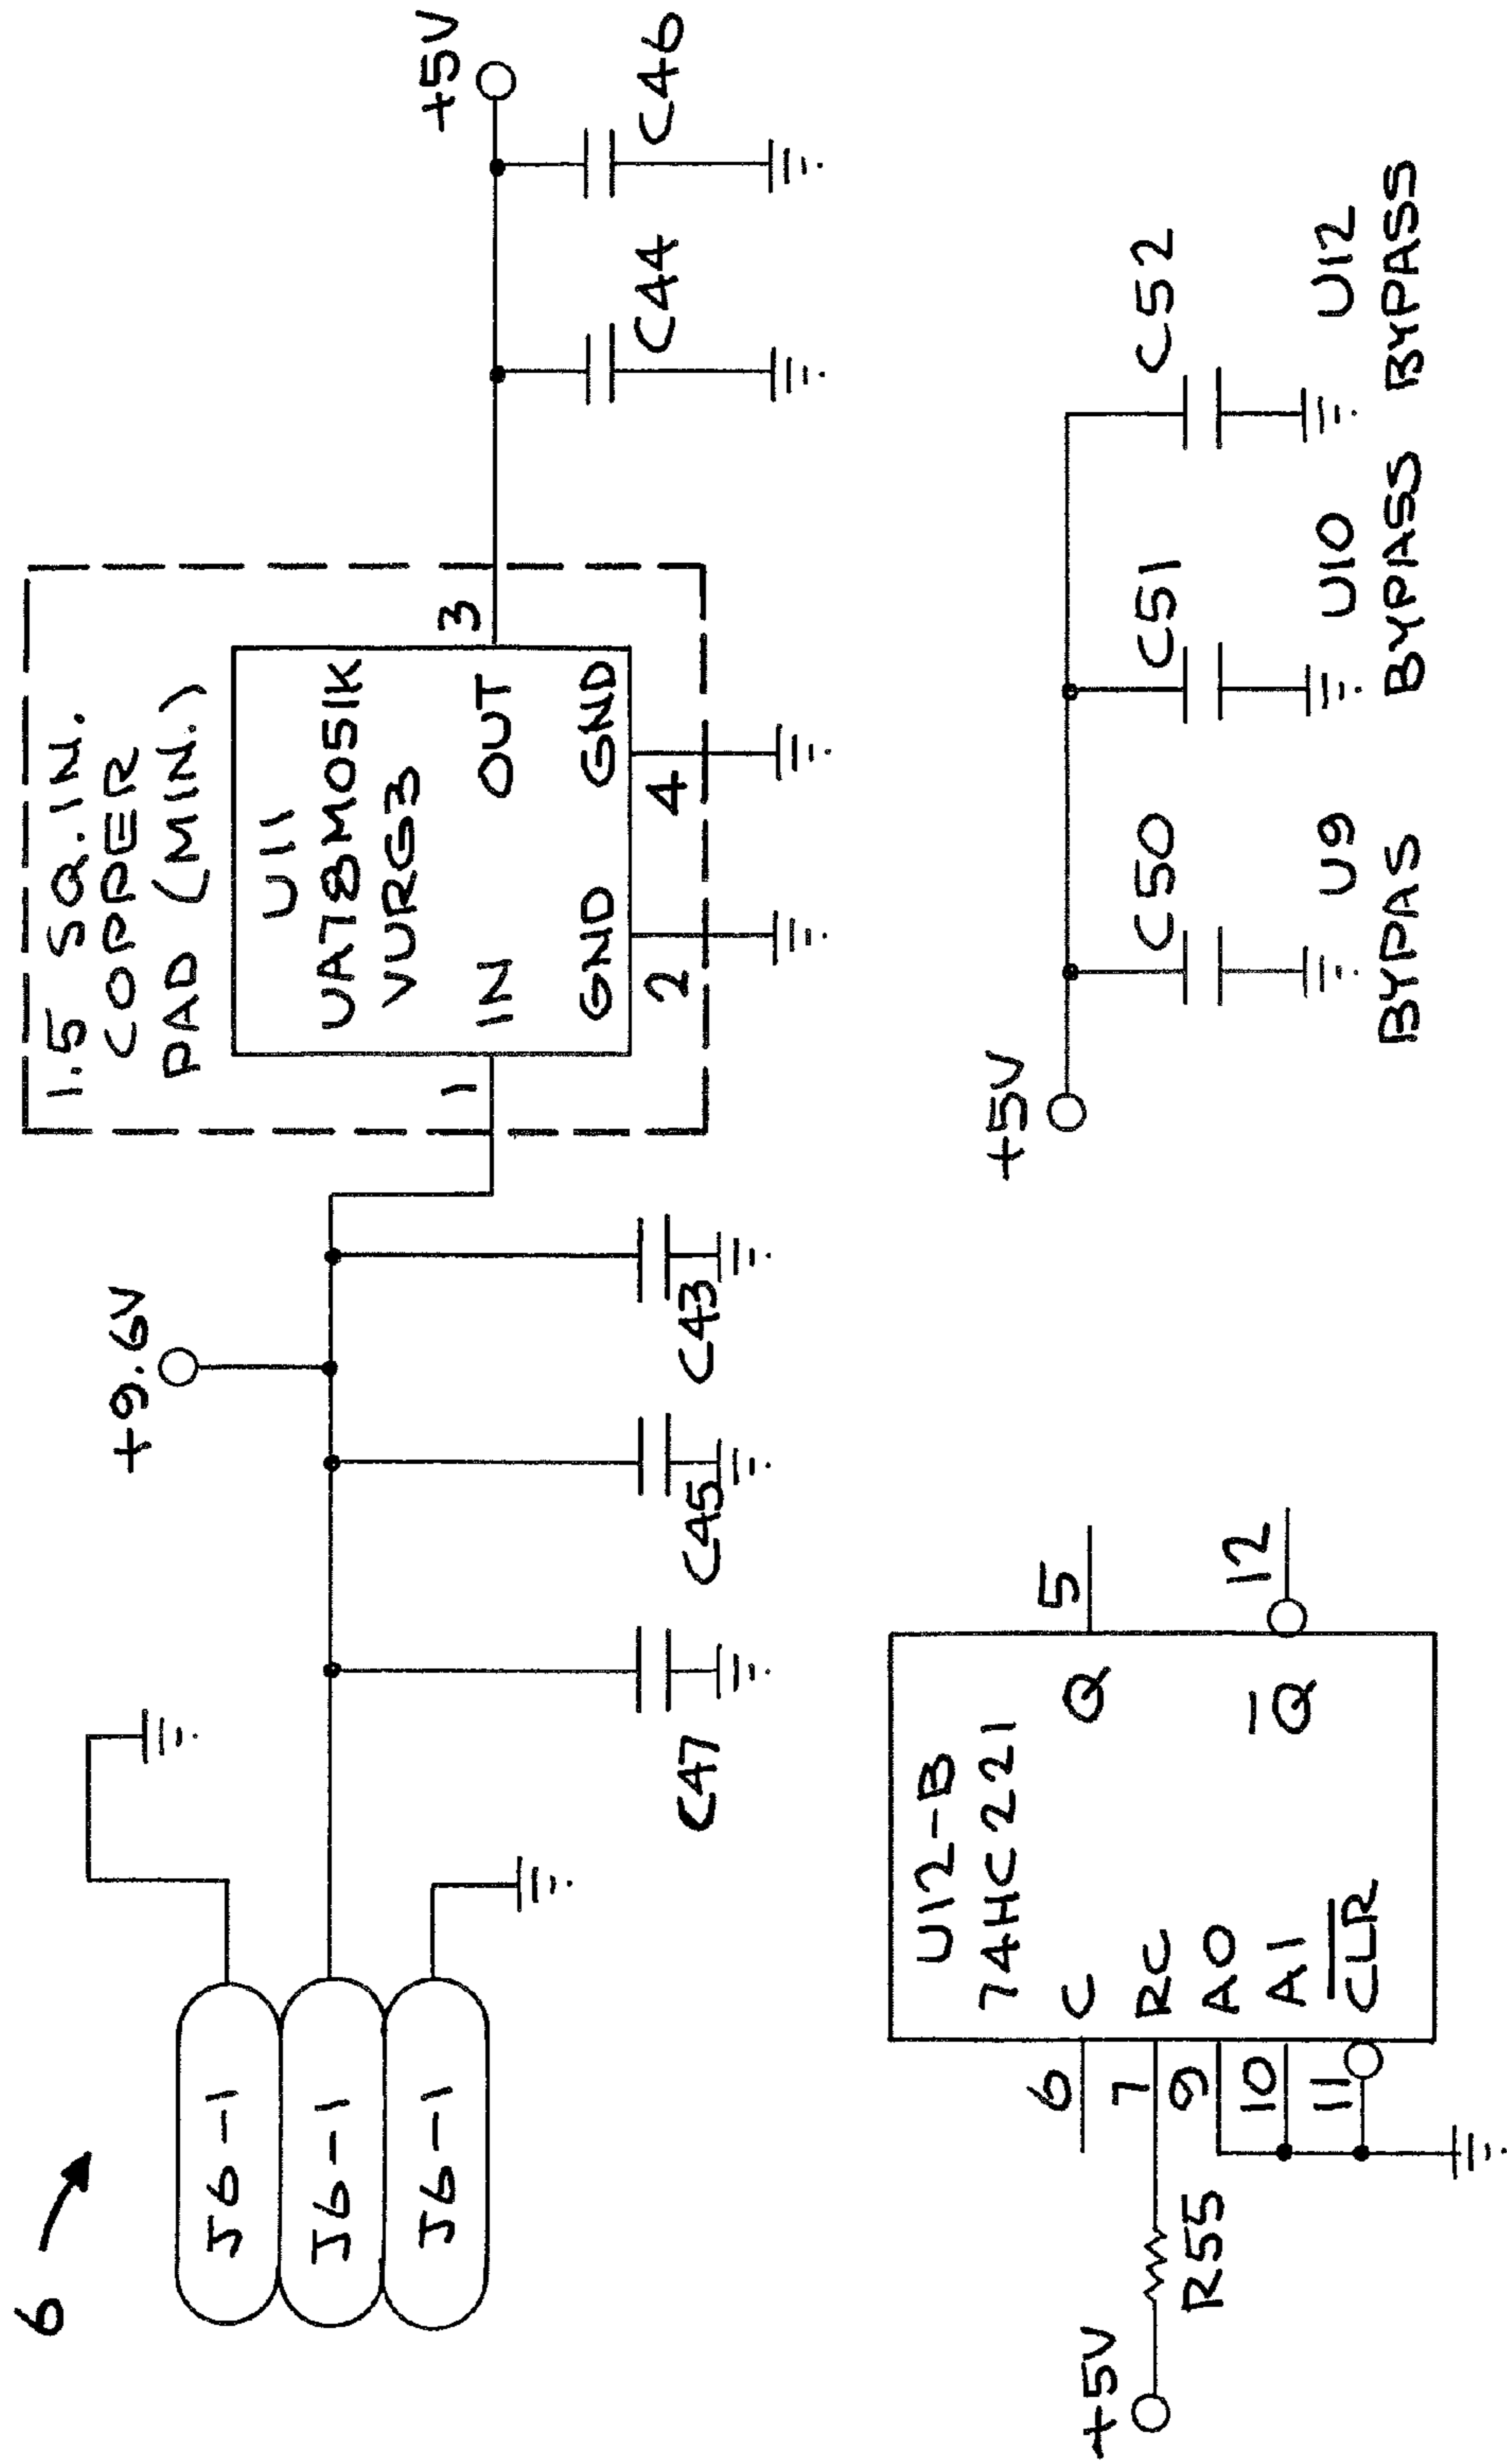 6
J6-1
J6-1
J6-1
+9.6V
C47
C45
C43
1.5 SQ.IN.
COPPER
PAD (MIN.)
U11
UA78M051K
VURG3
IN
OUT
GND
GND
1
2
4
3
+5V
C44
C46
U12-B
74HC221
C
RC
A0
A1
CLR
Q
Q
6
7
9
10
11
5
12
+5V
R55
+5V
C50
C51
C52
U9
BYPAS
U10
BYPASS
U12
BYPASS